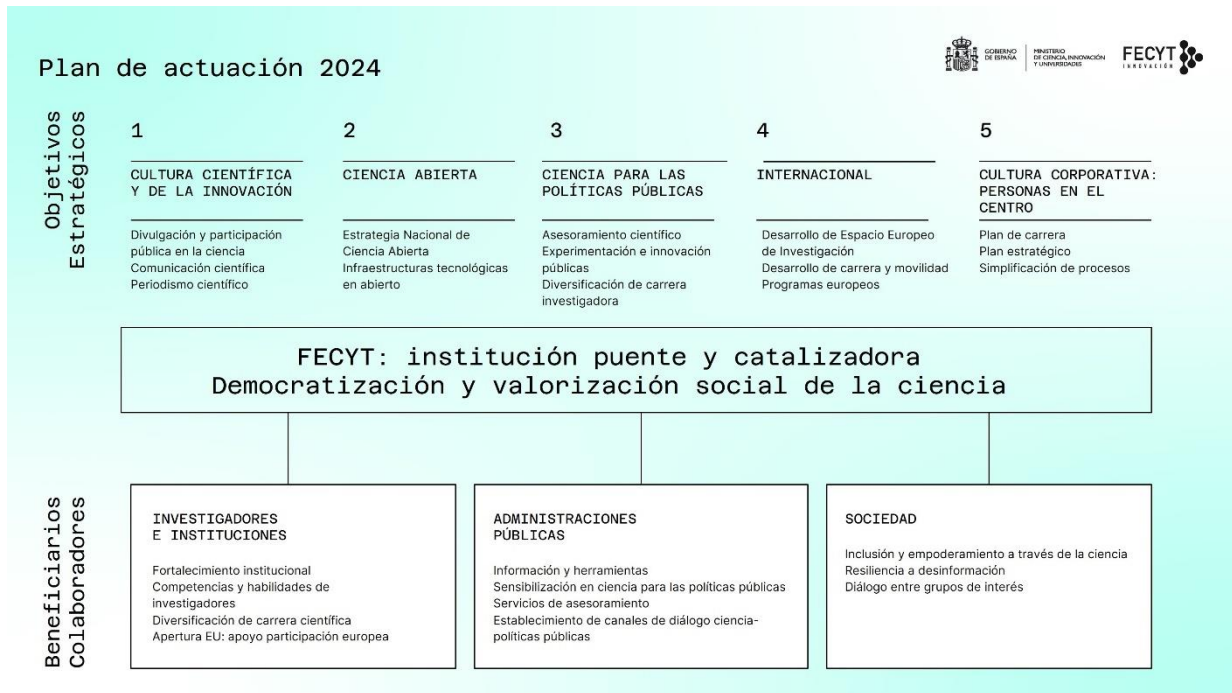 Plan de actuación 2024
GOBIERNO
DE ESPAÑA
MINISTERIO
DE CIENCIA, INNOVACIÓN
Y UNIVERSIDADES
FECYT
INNOVACIÓN
Objetivos
Estratégicos
1
CULTURA CIENTÍFICA
Y DE LA INNOVACIÓN
Divulgación y participación
pública en la ciencia
Comunicación científica
Periodismo científico
2
CIENCIA ABIERTA
Estrategia Nacional de
Ciencia Abierta
Infraestructuras tecnológicas
en abierto
3
CIENCIA PARA LAS
POLÍTICAS PÚBLICAS
Asesoramiento científico
Experimentación e innovación
públicas
Diversificación de carrera
investigadora
4
INTERNACIONAL
Desarrollo de Espacio Europeo
de Investigación
Desarrollo de carrera y movilidad
Programas europeos
5
CULTURA CORPORATIVA:
PERSONAS EN EL
CENTRO
Plan de carrera
Plan estratégico
Simplificación de procesos
FECYT: institución puente y catalizadora
Democratización y valorización social de la ciencia
Beneficiarios
Colaboradores
INVESTIGADORES
E INSTITUCIONES
Fortalecimiento institucional
Competencias y habilidades de
investigadores
Diversificación de carrera científica
Apertura EU: apoyo participación europea
ADMINISTRACIONES
PÚBLICAS
Información y herramientas
Sensibilización en ciencia para las políticas públicas
Servicios de asesoramiento
Establecimiento de canales de diálogo ciencia-
políticas públicas
SOCIEDAD
Inclusión y empoderamiento a través de la ciencia
Resiliencia a desinformación
Diálogo entre grupos de interés